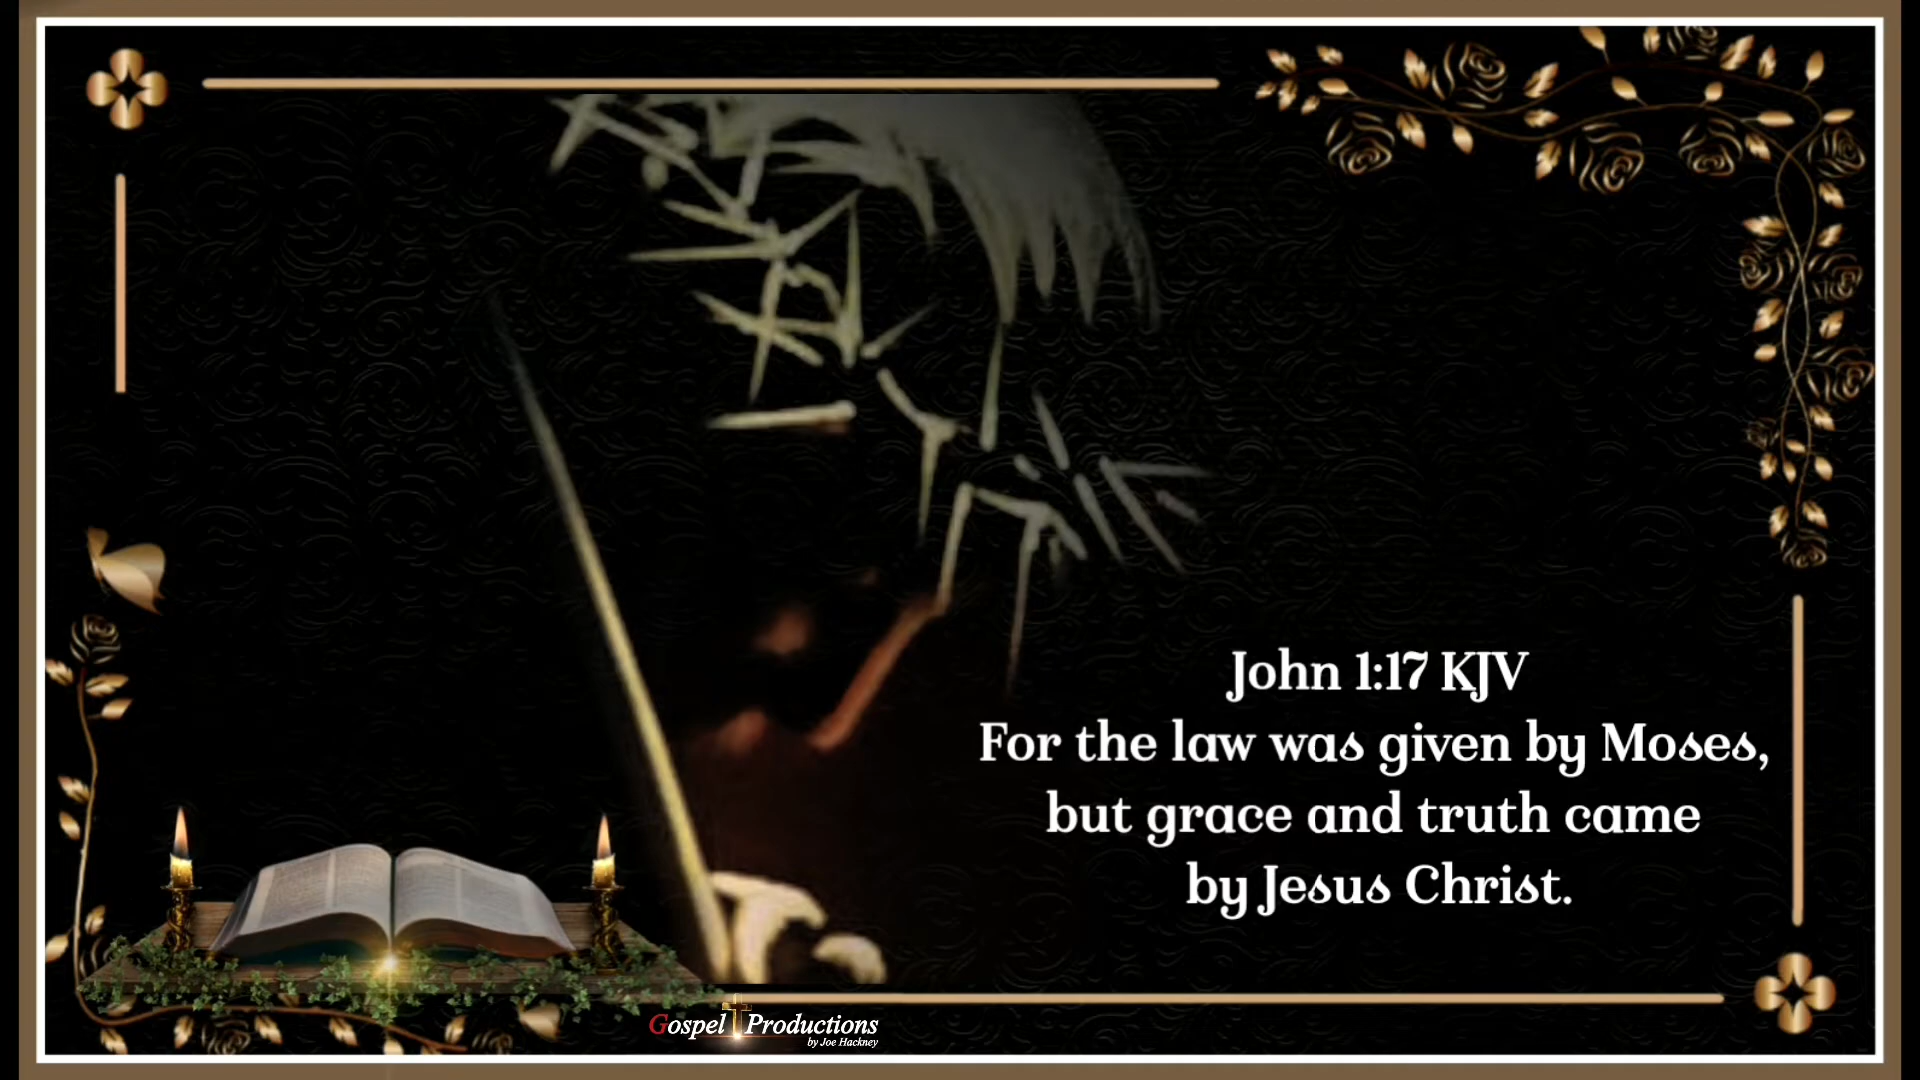 John 1:17 KJV
For the law was given by Moses,
but grace and truth came
by Jesus Christ.
Gospel Productions
by Joe Hackney